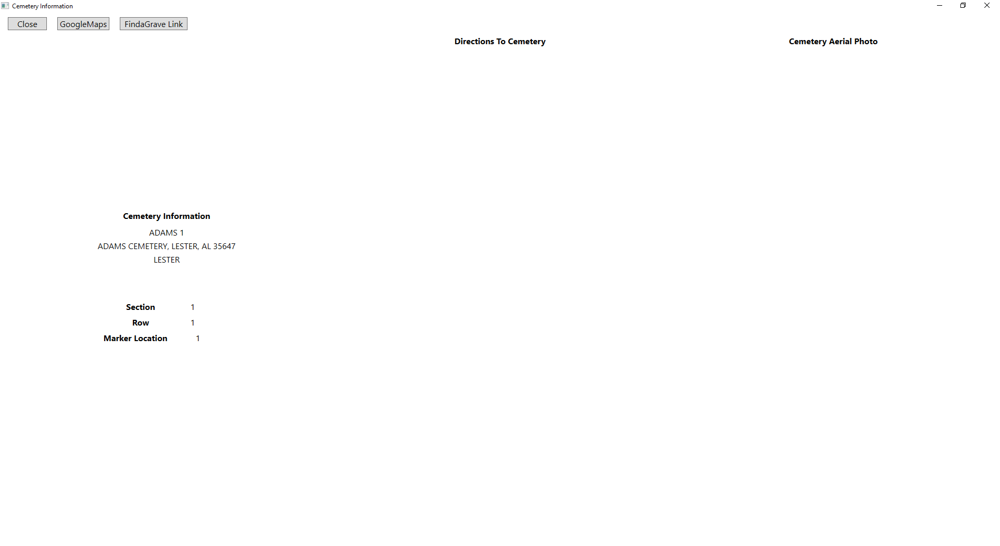 Cemetery Information
Close GoogleMaps FindaGrave Link
Directions To Cemetery
Cemetery Aerial Photo
Cemetery Information
ADAMS 1
ADAMS CEMETERY, LESTER, AL 35647
LESTER
Section 1
Row 1
Marker Location 1